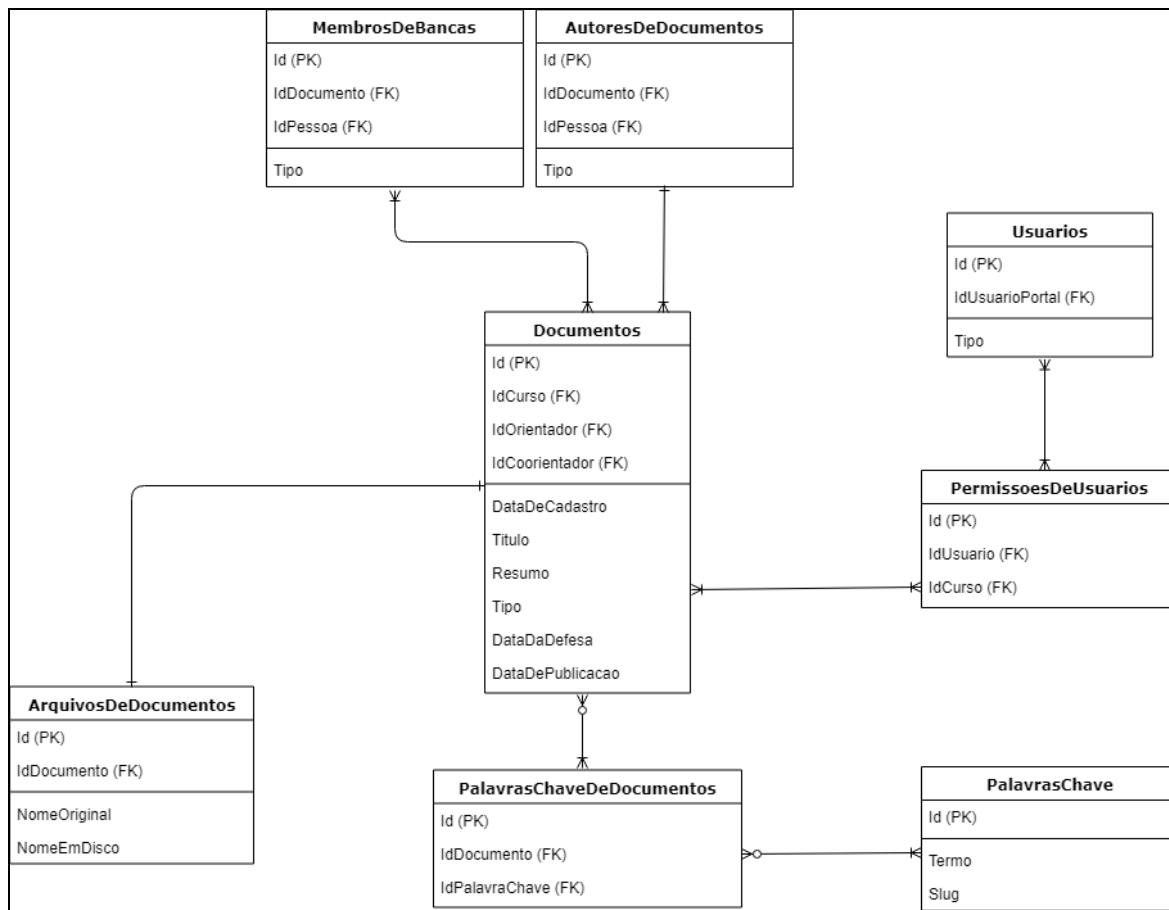 MembrosDeBancas
Id (PK)
IdDocumento (FK)
IdPessoa (FK)
Tipo
AutoresDeDocumentos
Id (PK)
IdDocumento (FK)
IdPessoa (FK)
Tipo
Usuarios
Id (PK)
IdUsuarioPortal (FK)
Tipo
Documentos
Id (PK)
IdCurso (FK)
IdOrientador (FK)
IdCoorientador (FK)
DataDeCadastro
Titulo
Resumo
Tipo
DataDaDefesa
DataDePublicacao
PermissoesDeUsuarios
Id (PK)
IdUsuario (FK)
IdCurso (FK)
ArquivosDeDocumentos
Id (PK)
IdDocumento (FK)
NomeOriginal
NomeEmDisco
PalavrasChaveDeDocumentos
Id (PK)
IdDocumento (FK)
IdPalavraChave (FK)
PalavrasChave
Id (PK)
Termo
Slug